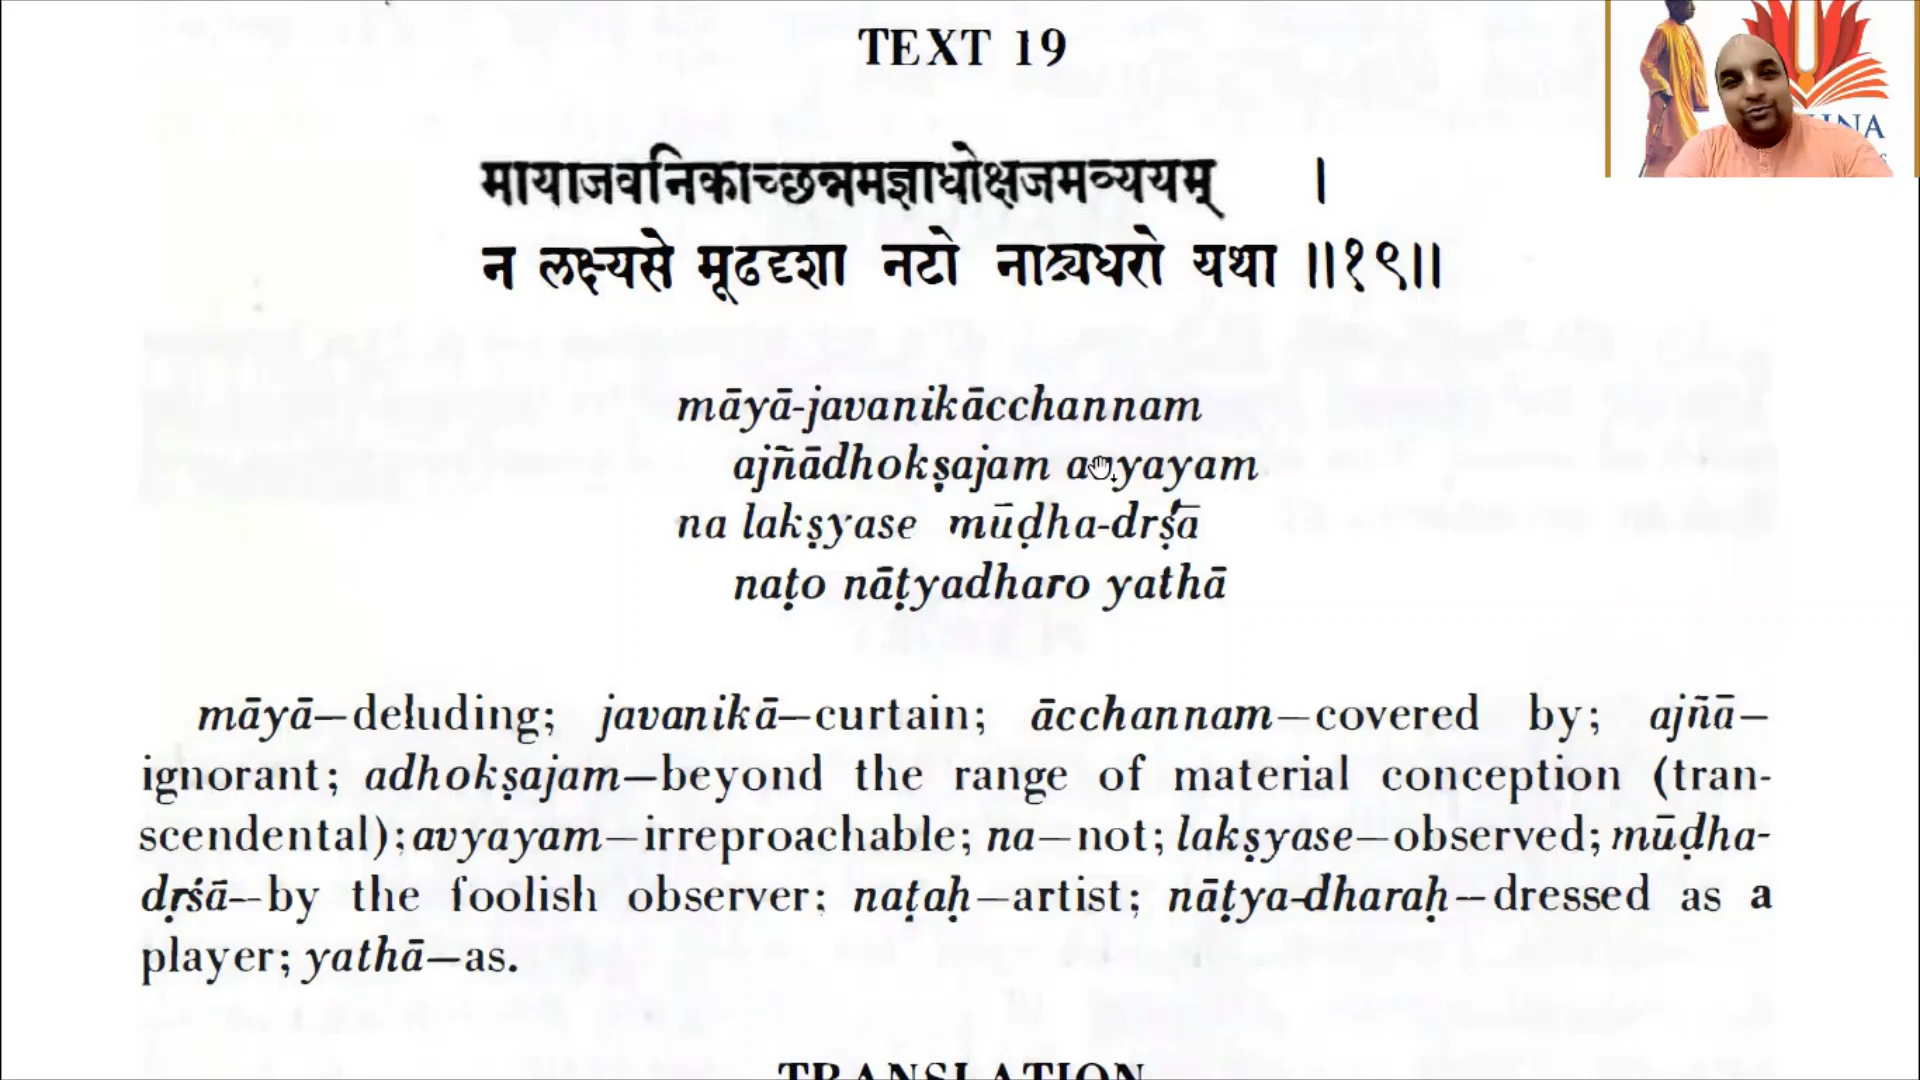 TEXT 19
मायाजवनिकाच्छन्नमज्ञाधोक्षजमव्ययम् ।
न लक्ष्यसे मूढदृशा नटो नाट्यधरो यथा ॥१९॥
māyā-javanikācchannam
ajñādhokṣajam avyayam
na lakṣyase mūḍha-dṛśā
naṭo nāṭyadharo yathā
māyā—deluding; javanikā—curtain; ācchannam—covered by; ajñā—
ignorant; adhokṣajam—beyond the range of material conception (tran-
scendental); avyayam—irreproachable; na—not; lakṣyase—observed; mūḍha-
dṛśā—by the foolish observer; naṭaḥ—artist; nāṭya-dharaḥ—dressed as a
player; yathā—as.
TRANSLATION